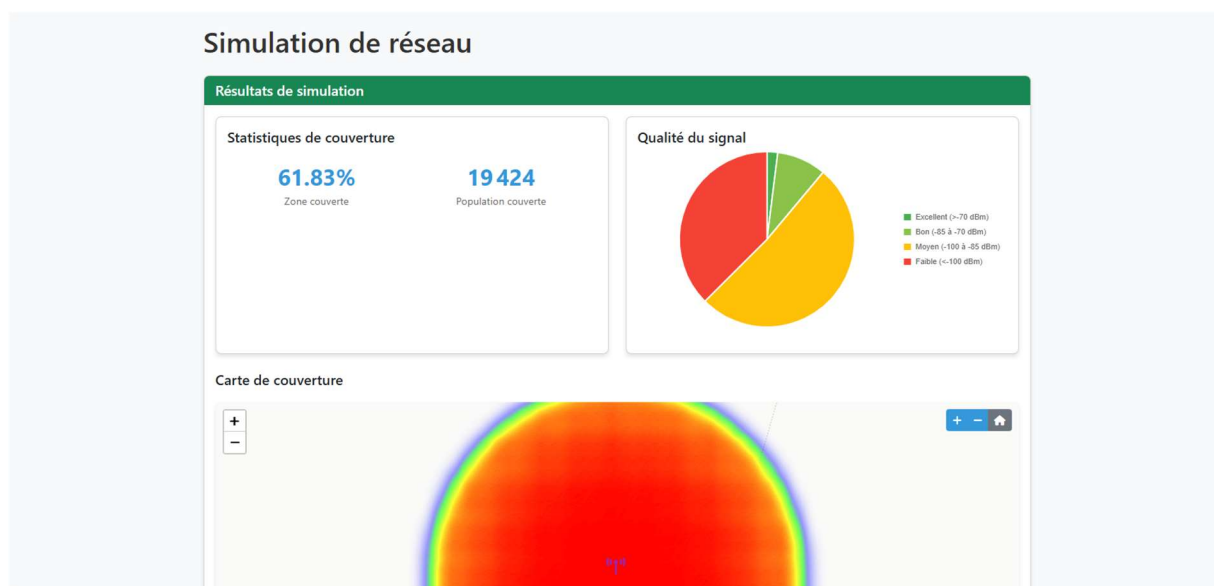 Simulation de réseau
Résultats de simulation
Statistiques de couverture
61.83%
Zone couverte
19 424
Population couverte
Qualité du signal
Excellent (>-70 dBm)
Bon (-85 à -70 dBm)
Moyen (-100 à -85 dBm)
Faible (<-100 dBm)
Carte de couverture
+
−
+ −